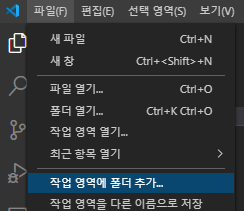 파일(F) 편집(E) 선택 영역(S) 보기(V)
새 파일 Ctrl+N
새 창 Ctrl+<Shift>+N
파일 열기... Ctrl+O
폴더 열기... Ctrl+K Ctrl+O
작업 영역 열기...
최근 항목 열기
작업 영역에 폴더 추가...
작업 영역을 다른 이름으로 저장